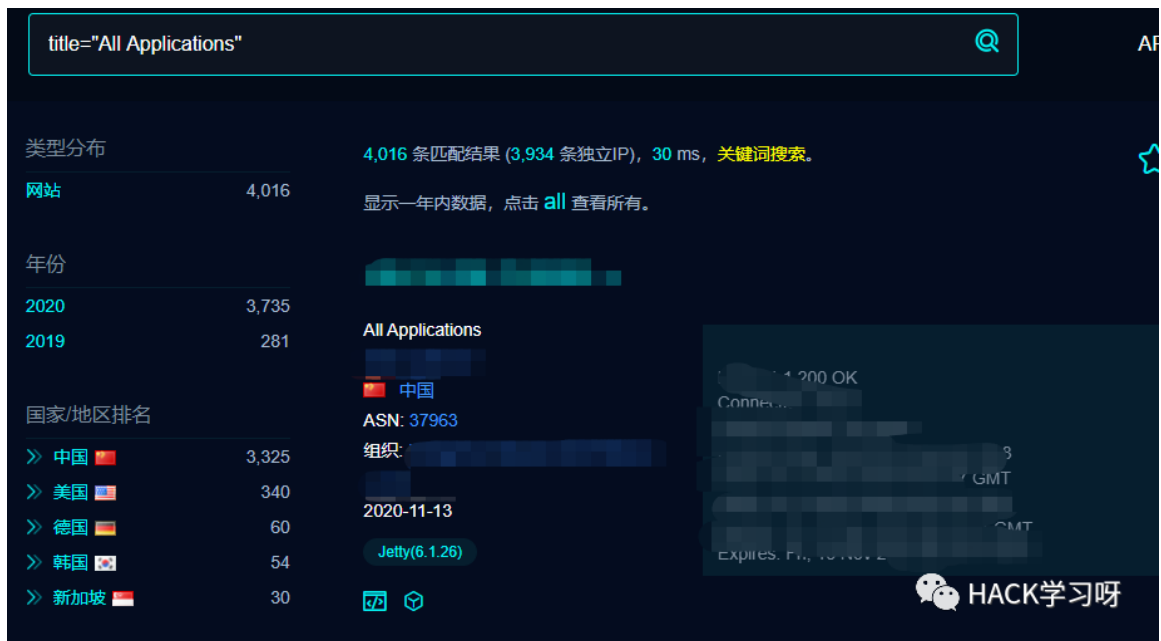 title="All Applications"
类型分布
网站 4,016
年份
2020 3,735
2019 281
国家/地区排名
中国 3,325
美国 340
德国 60
韩国 54
新加坡 30
4,016 条匹配结果 (3,934 条独立IP)，30 ms，关键词搜索。
显示一年内数据，点击 all 查看所有。
All Applications
中国
ASN: 37963
组织:
2020-11-13
Jetty(6.1.26)
200 OK
GMT
GMT
Expires: Fri,
HACK学习呀